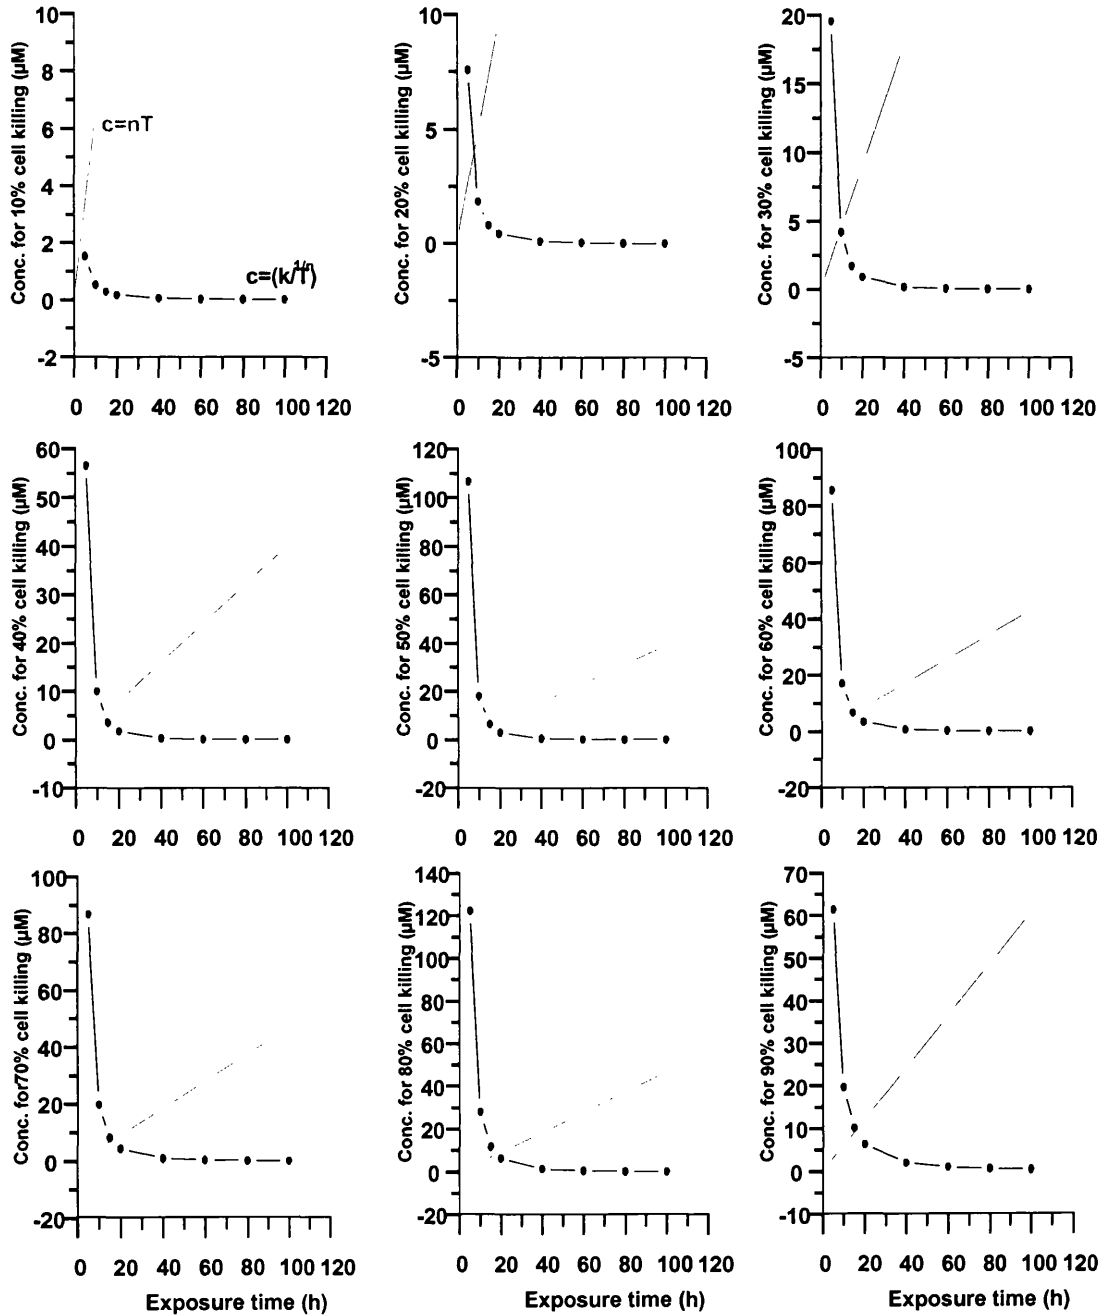 Conc. for 10% cell killing (µM)
10
8
6
4
2
0
-2
c=nT
c=(k/T)^1/n
0 20 40 60 80 100 120
Conc. for 20% cell killing (µM)
10
5
0
-5
0 20 40 60 80 100 120
Conc. for 30% cell killing (µM)
20
15
10
5
0
-5
0 20 40 60 80 100 120
Conc. for 40% cell killing (µM)
60
50
40
30
20
10
0
-10
0 20 40 60 80 100 120
Conc. for 50% cell killing (µM)
120
100
80
60
40
20
0
-20
0 20 40 60 80 100 120
Conc. for 60% cell killing (µM)
100
80
60
40
20
0
-20
0 20 40 60 80 100 120
Conc. for70% cell killing (µM)
100
80
60
40
20
0
-20
0 20 40 60 80 100 120
Exposure time (h)
Conc. for 80% cell killing (µM)
140
120
100
80
60
40
20
0
-20
0 20 40 60 80 100 120
Exposure time (h)
Conc. for 90% cell killing (µM)
70
60
50
40
30
20
10
0
-10
0 20 40 60 80 100 120
Exposure time (h)